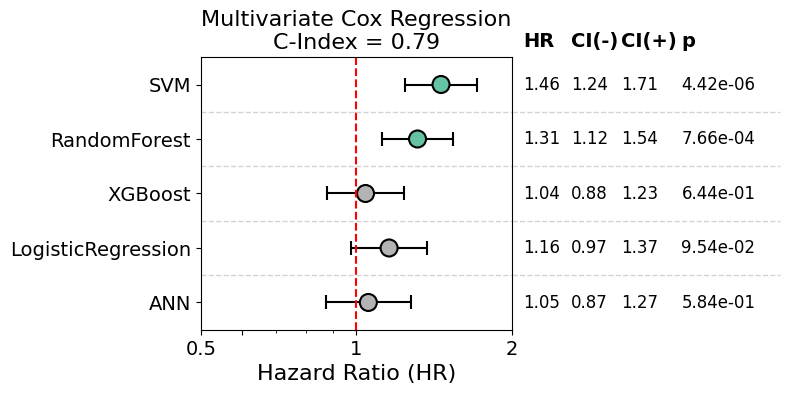 Multivariate Cox Regression
C-Index = 0.79
HR CI(-) CI(+) p
SVM 1.46 1.24 1.71 4.42e-06
RandomForest 1.31 1.12 1.54 7.66e-04
XGBoost 1.04 0.88 1.23 6.44e-01
LogisticRegression 1.16 0.97 1.37 9.54e-02
ANN 1.05 0.87 1.27 5.84e-01
0.5 1 2
Hazard Ratio (HR)